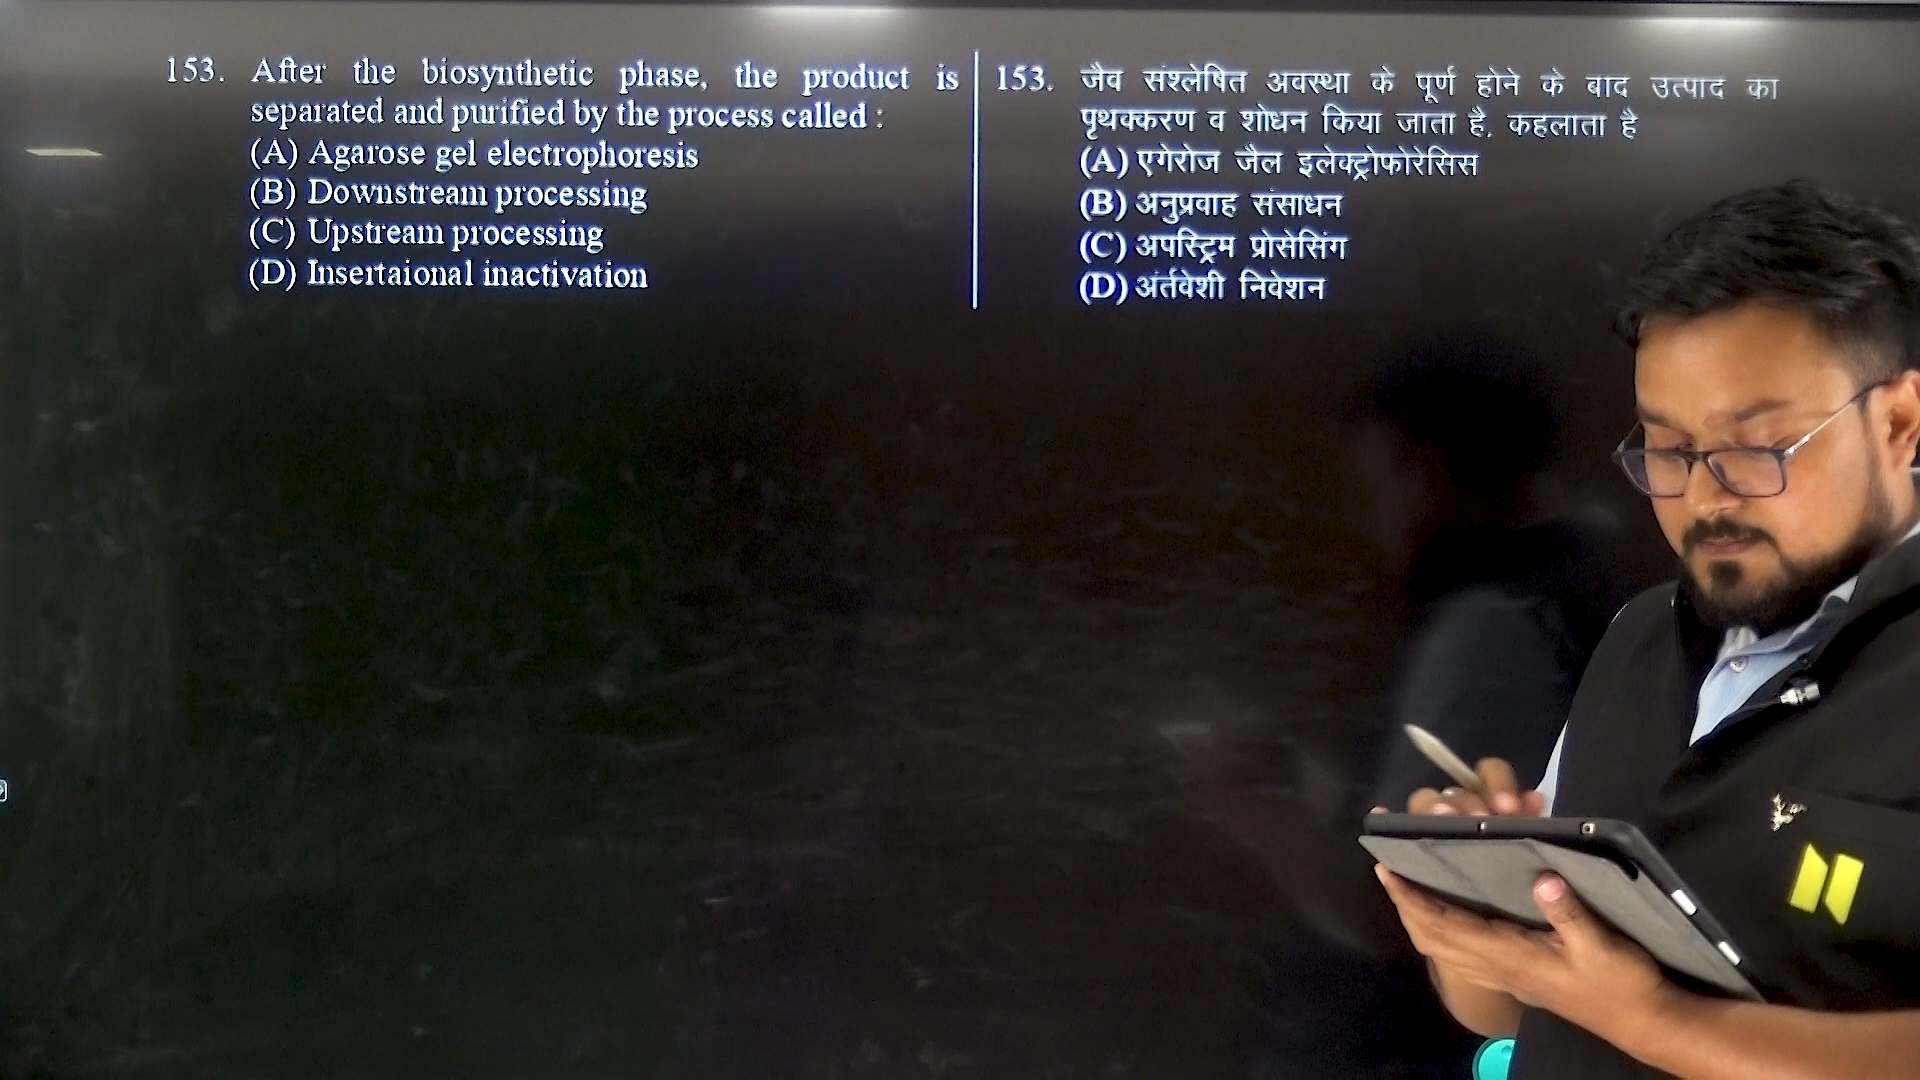 153. After the biosynthetic phase, the product is
separated and purified by the process called :
(A) Agarose gel electrophoresis
(B) Downstream processing
(C) Upstream processing
(D) Insertaional inactivation
153. जैव संश्लेषित अवस्था के पूर्ण होने के बाद उत्पाद का
पृथक्करण व शोधन किया जाता है, कहलाता है
(A) एगेरोज जैल इलेक्ट्रोफोरेसिस
(B) अनुप्रवाह संसाधन
(C) अपस्ट्रिम प्रोसेसिंग
(D) अंर्तवेशी निवेशन